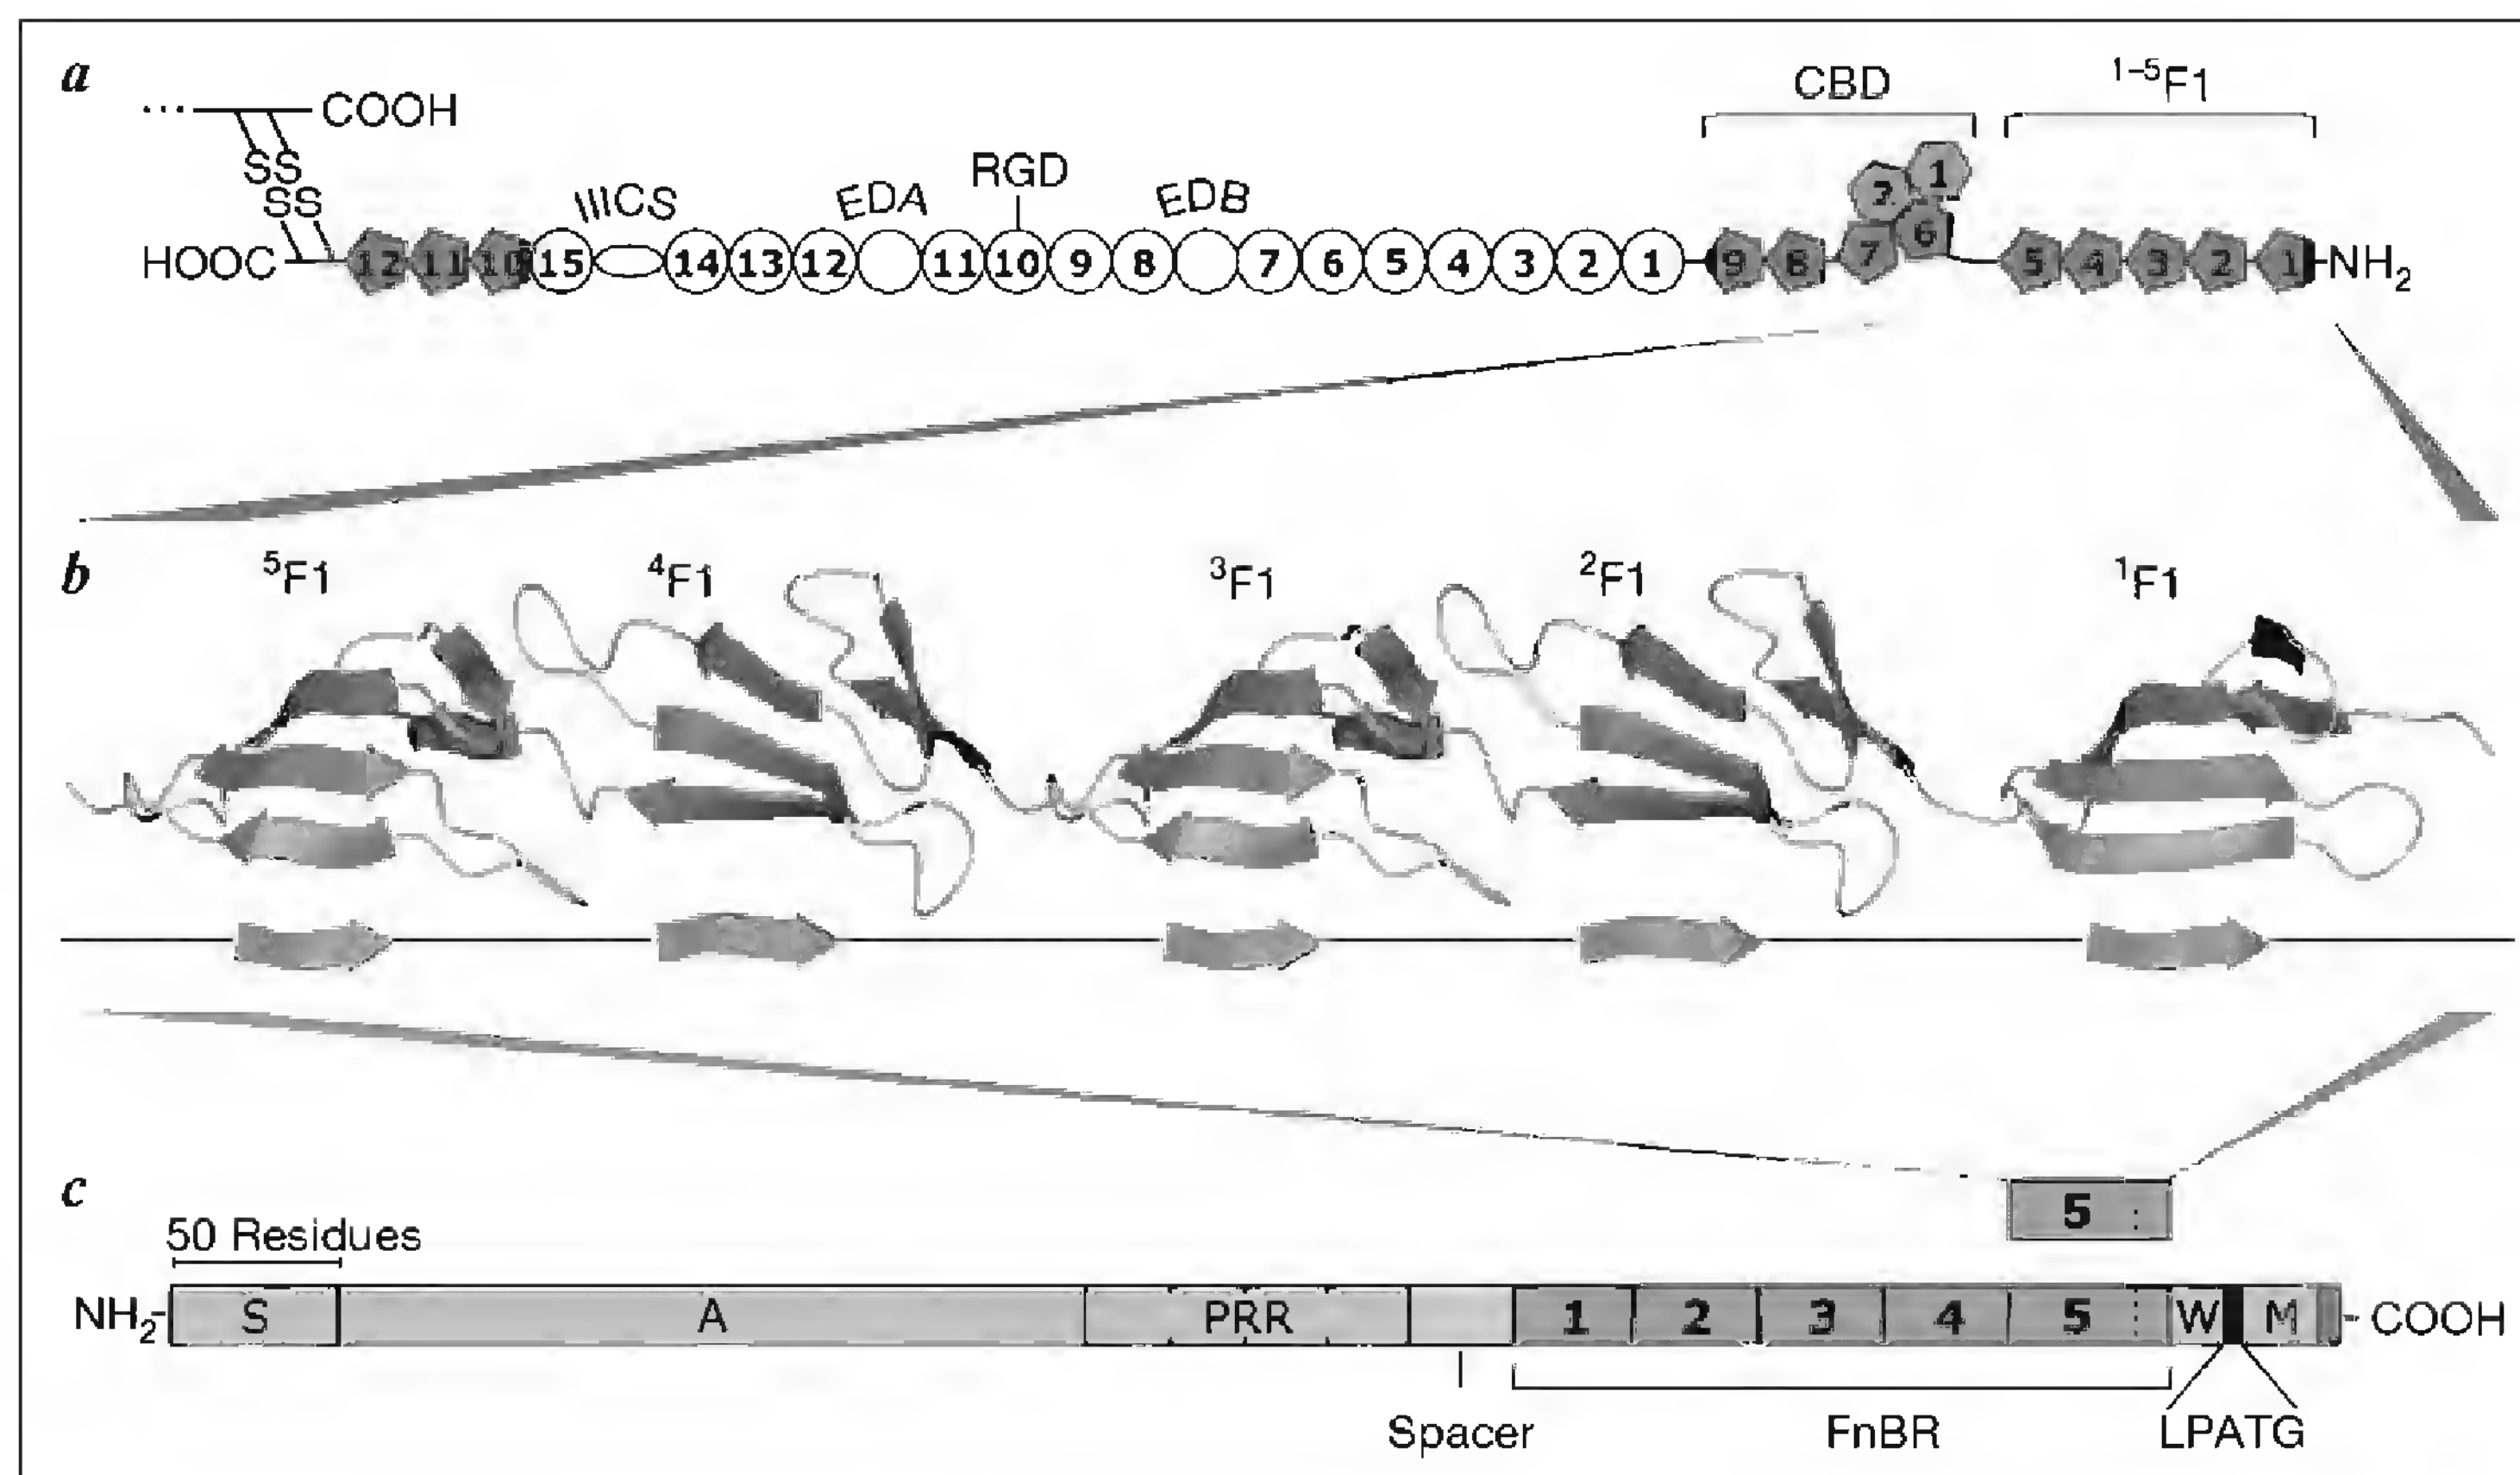 a
CBD
1–5F1
... COOH
SS
SS
IIICS EDA RGD EDB
2 1
7 6
HOOC 12 11 10 15 14 13 12 11 10 9 8 7 6 5 4 3 2 1 9 8 5 4 3 2 1 NH2
b
5F1 4F1 3F1 2F1 1F1
c
5
50 Residues
NH2 S A PRR 1 2 3 4 5 W M COOH
Spacer FnBR LPATG